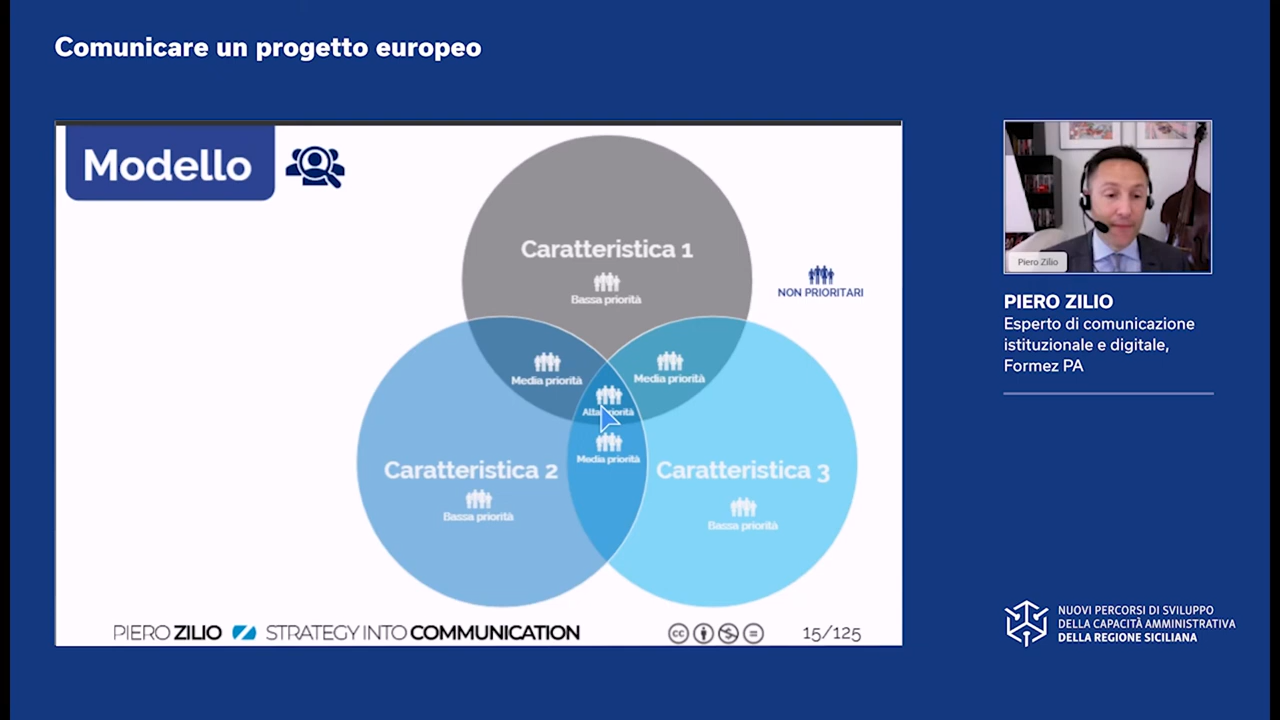 Comunicare un progetto europeo
Modello
Caratteristica 1
Bassa priorità
NON PRIORITARI
Media priorità
Media priorità
Alta priorità
Media priorità
Caratteristica 2
Bassa priorità
Caratteristica 3
Bassa priorità
PIERO ZILIO STRATEGY INTO COMMUNICATION
cc
15/125
Piero Zilio
PIERO ZILIO
Esperto di comunicazione
istituzionale e digitale,
Formez PA
NUOVI PERCORSI DI SVILUPPO
DELLA CAPACITÀ AMMINISTRATIVA
DELLA REGIONE SICILIANA